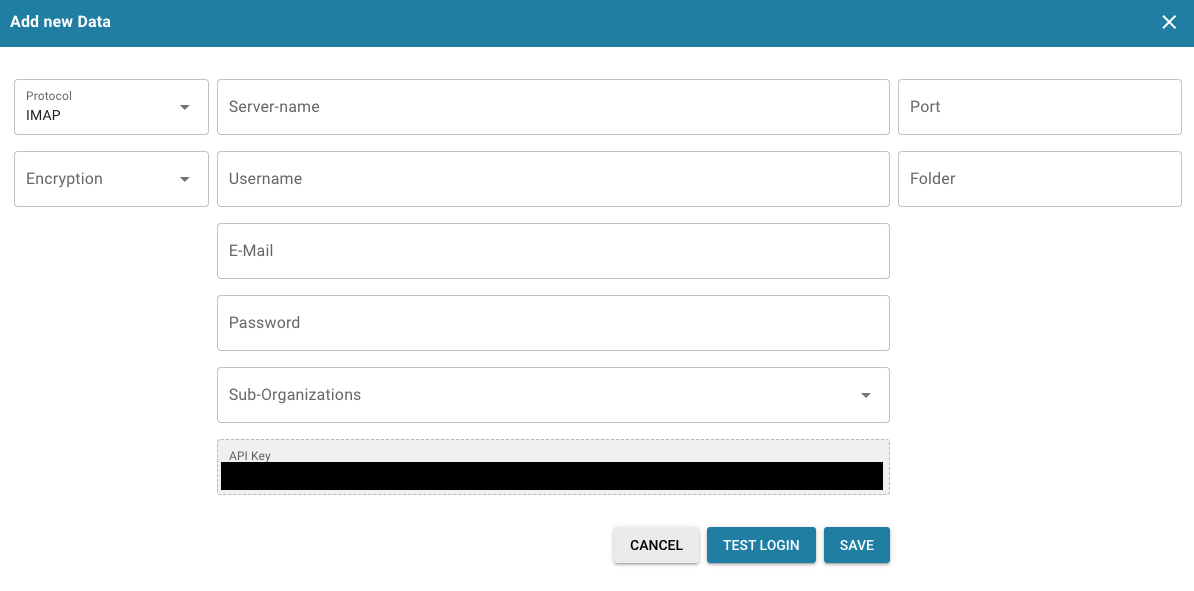 Add new Data
Protocol
IMAP
Server-name
Port
Encryption
Username
Folder
E-Mail
Password
Sub-Organizations
API Key
CANCEL
TEST LOGIN
SAVE